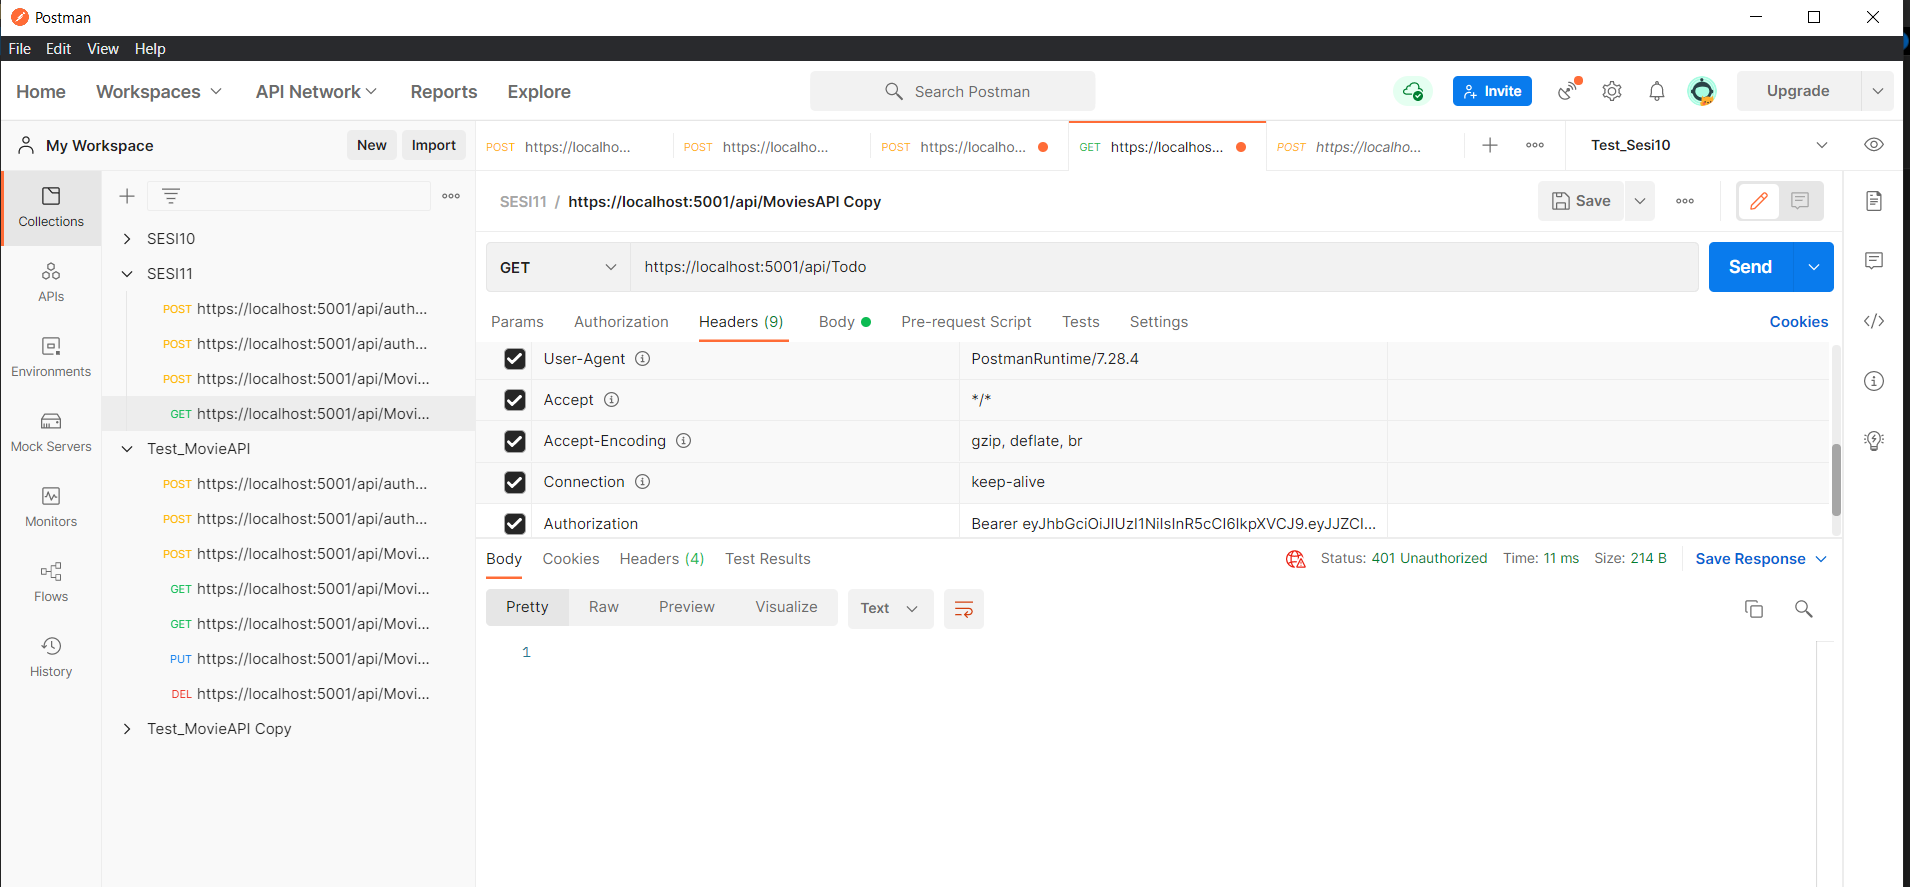 Postman
File Edit View Help
Home Workspaces API Network Reports Explore Search Postman Invite Upgrade
My Workspace New Import
POST https://localho... POST https://localho... POST https://localho... GET https://localhos... POST https://localho... Test_Sesi10
Collections
APIs
Environments
Mock Servers
Monitors
Flows
History
SESI10
SESI11
POST https://localhost:5001/api/auth...
POST https://localhost:5001/api/auth...
POST https://localhost:5001/api/Movi...
GET https://localhost:5001/api/Movi...
Test_MovieAPI
POST https://localhost:5001/api/auth...
POST https://localhost:5001/api/auth...
POST https://localhost:5001/api/Movi...
GET https://localhost:5001/api/Movi...
GET https://localhost:5001/api/Movi...
PUT https://localhost:5001/api/Movi...
DEL https://localhost:5001/api/Movi...
Test_MovieAPI Copy
SESI11 / https://localhost:5001/api/MoviesAPI Copy Save
GET https://localhost:5001/api/Todo Send
Params Authorization Headers (9) Body Pre-request Script Tests Settings Cookies
User-Agent PostmanRuntime/7.28.4
Accept */*
Accept-Encoding gzip, deflate, br
Connection keep-alive
Authorization Bearer eyJhbGciOiJIUzI1NiIsInR5cCI6IkpXVCJ9.eyJJZCI...
Body Cookies Headers (4) Test Results Status: 401 Unauthorized Time: 11 ms Size: 214 B Save Response
Pretty Raw Preview Visualize Text
1